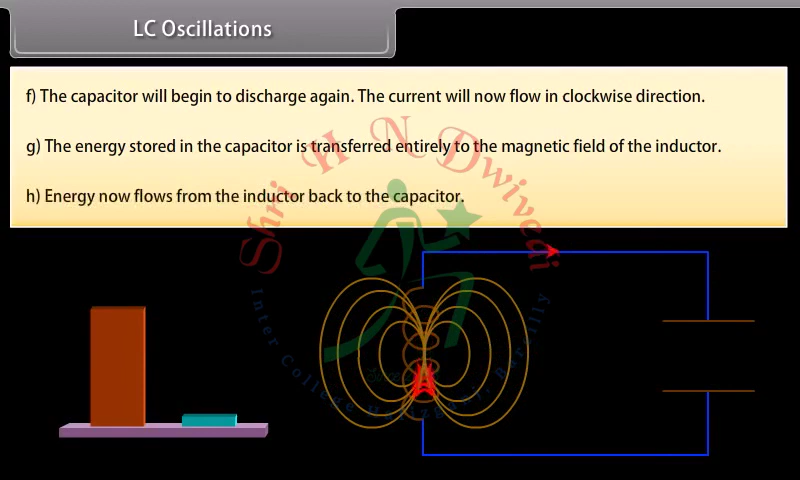 LC Oscillations
f) The capacitor will begin to discharge again. The current will now flow in clockwise direction.
g) The energy stored in the capacitor is transferred entirely to the magnetic field of the inductor.
h) Energy now flows from the inductor back to the capacitor.
Shri H N Dwivedi
Inter College Hafizganj, Bareilly